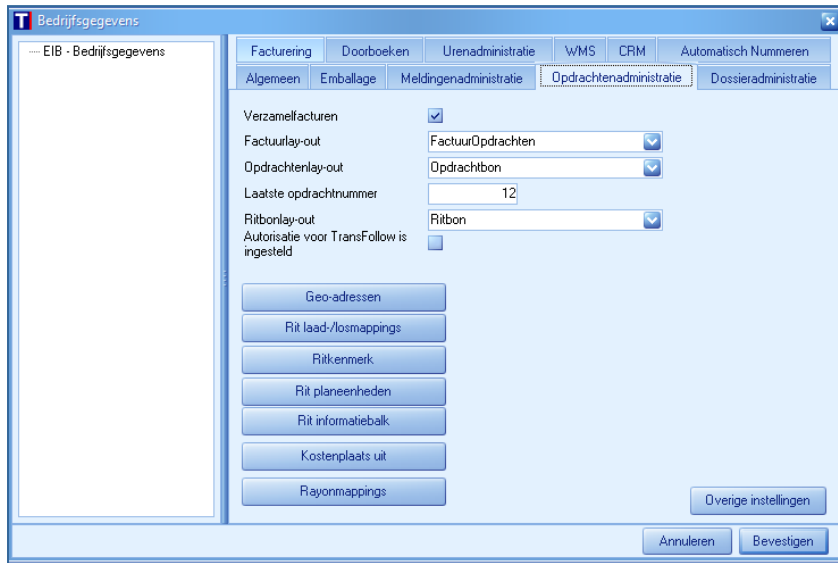 T Bedrijfsgegevens
EIB - Bedrijfsgegevens
Facturering Doorboeken Urenadministratie WMS CRM Automatisch Nummeren
Algemeen Emballage Meldingenadministratie Opdrachtenadministratie Dossieradministratie
Verzamelfacturen
Factuurlay-out FactuurOpdrachten
Opdrachtenlay-out Opdrachtbon
Laatste opdrachtnummer 12
Ritbonlay-out Ritbon
Autorisatie voor TransFollow is
ingesteld
Geo-adressen
Rit laad-/losmappings
Ritkenmerk
Rit planeenheden
Rit informatiebalk
Kostenplaats uit
Rayonmappings
Overige instellingen
Annuleren Bevestigen